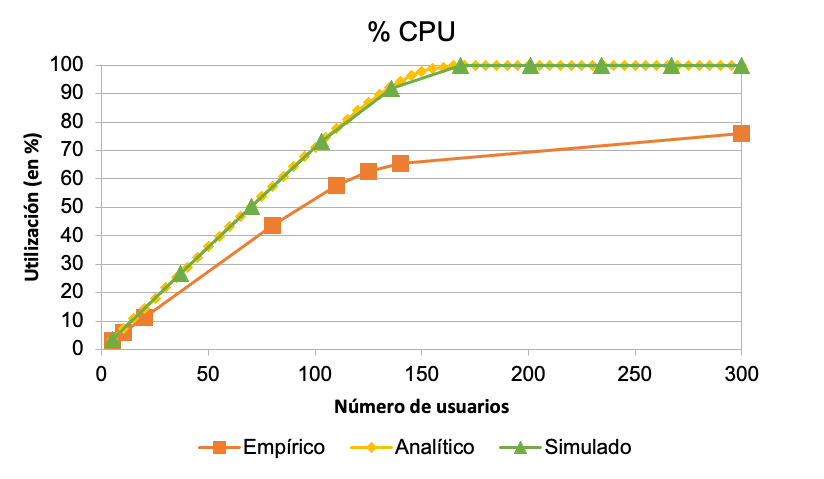 % CPU
100
90
80
70
60
50
40
30
20
10
0
Utilización (en %)
0 50 100 150 200 250 300
Número de usuarios
Empírico Analítico Simulado